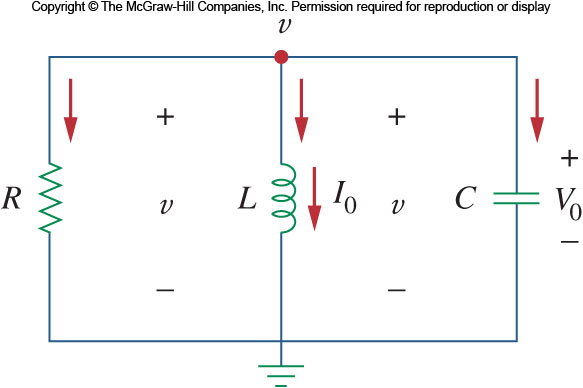 Copyright © The McGraw-Hill Companies, Inc. Permission required for reproduction or display
v
+ + +
R v L I₀ v C V₀
− − −